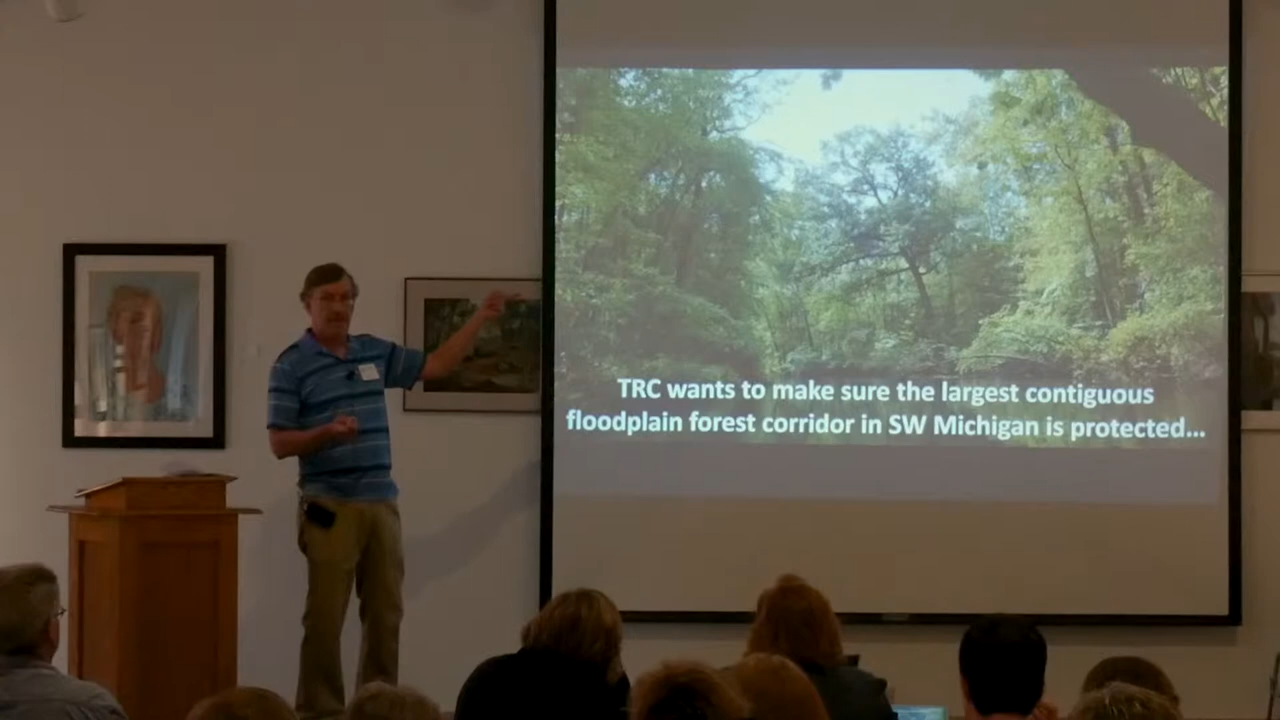 TRC wants to make sure the largest contiguous
floodplain forest corridor in SW Michigan is protected...